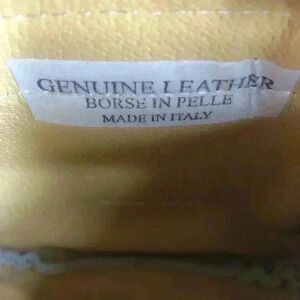 GENUINE LEATHER
BORSE IN PELLE
MADE IN ITALY